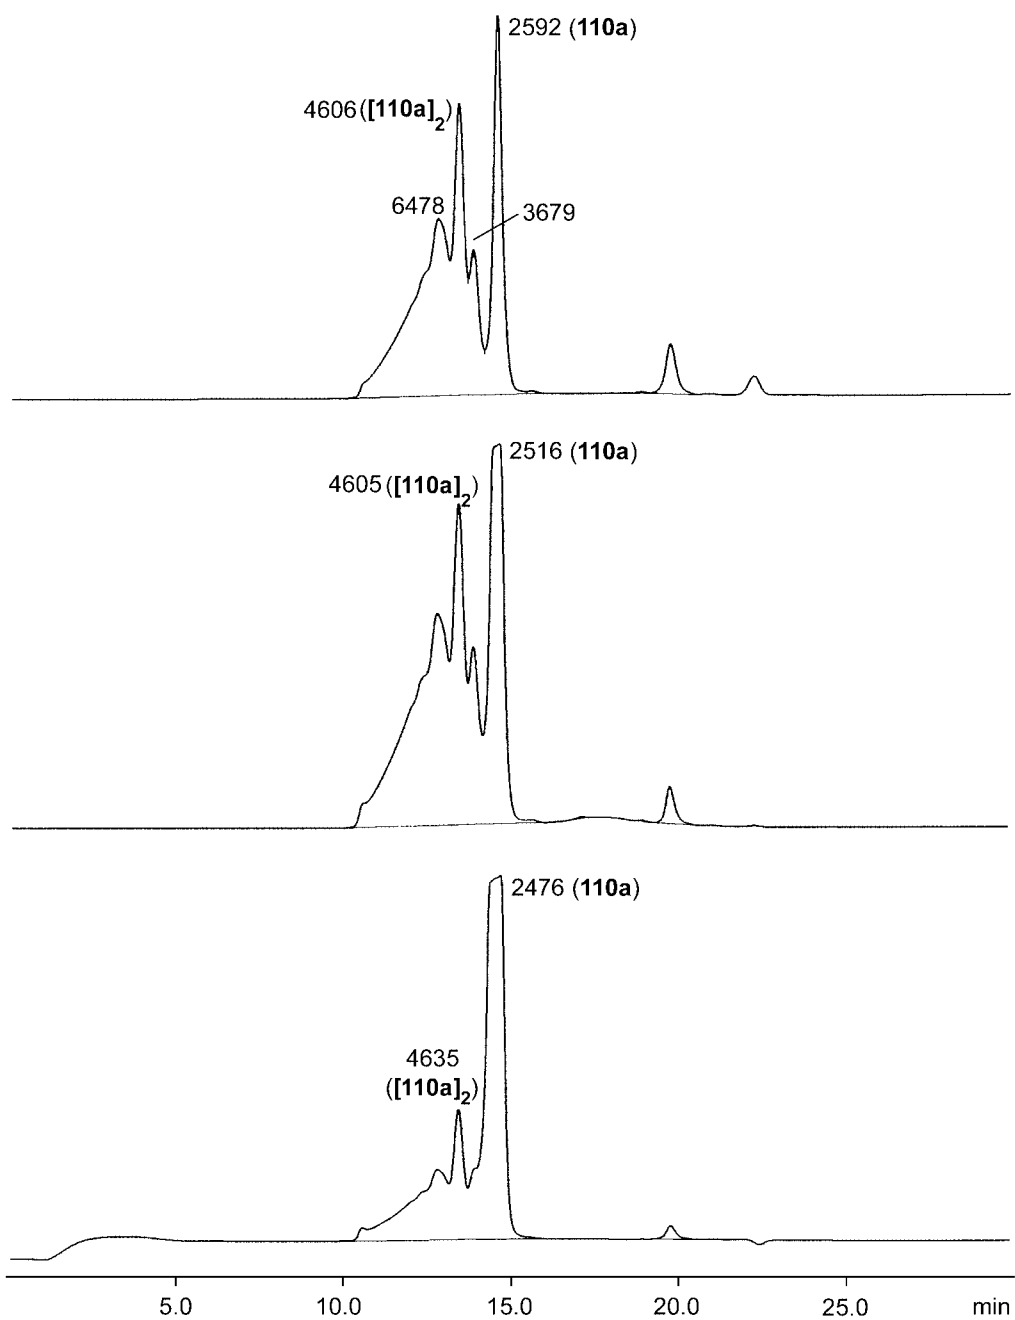 2592 (110a)
4606 ([110a]2)
6478
3679
2516 (110a)
4605 ([110a]2)
2476 (110a)
4635
([110a]2)
5.0 10.0 15.0 20.0 25.0 min